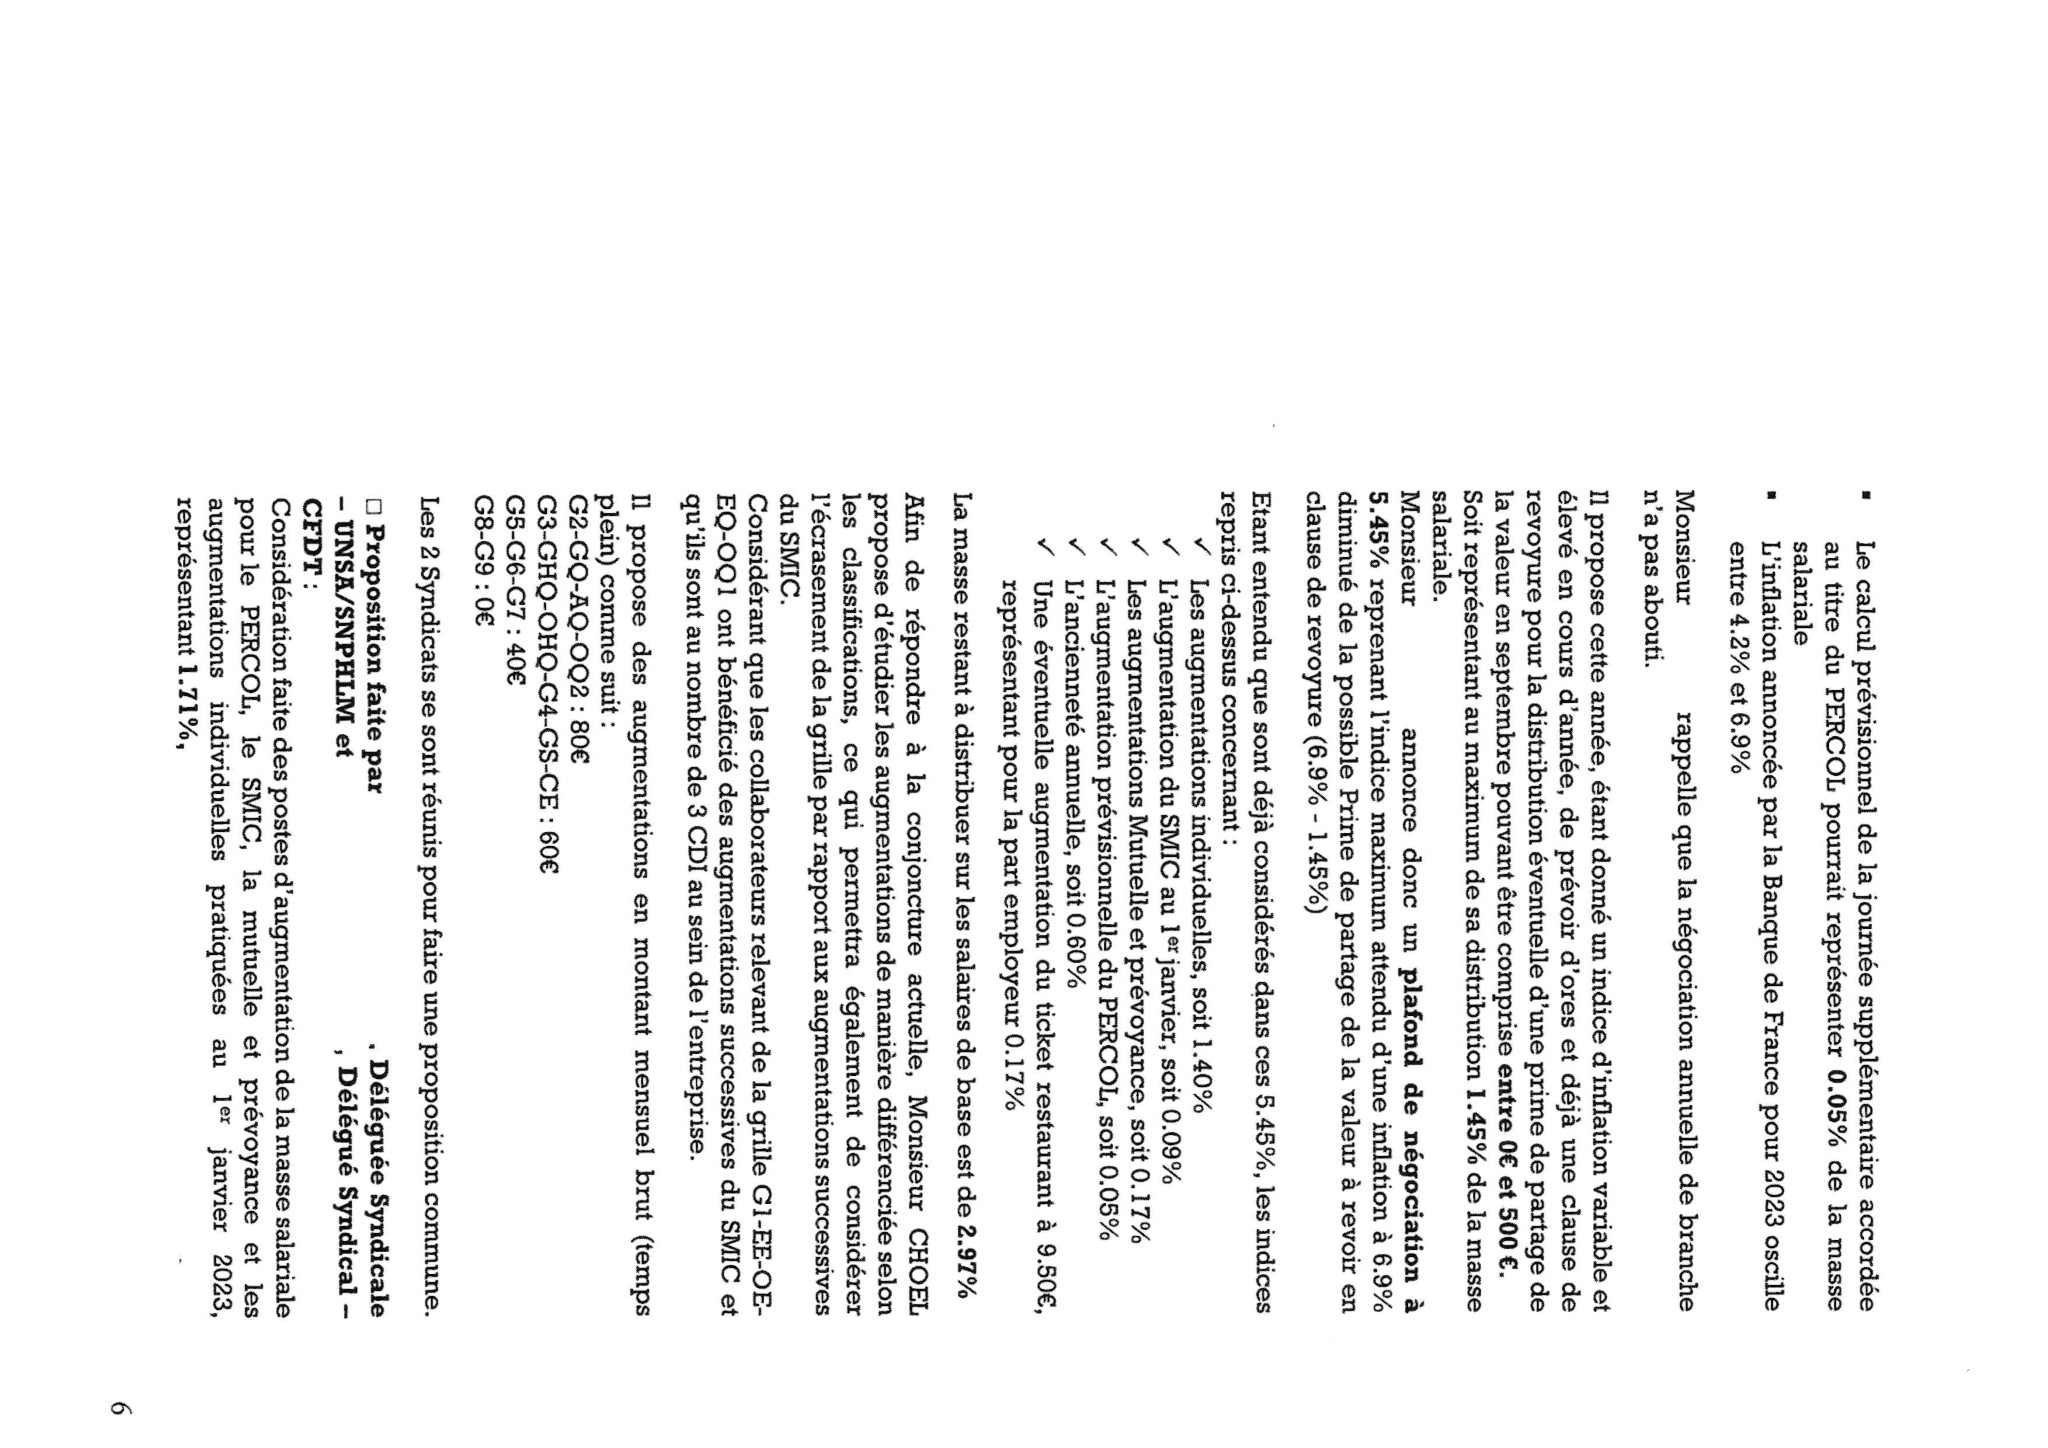 ▪ Le calcul prévisionnel de la journée supplémentaire accordée
au titre du PERCOL pourrait représenter 0.05% de la masse
salariale
▪ L'inflation annoncée par la Banque de France pour 2023 oscille
entre 4.2% et 6.9%
Monsieur rappelle que la négociation annuelle de branche
n'a pas abouti.
Il propose cette année, étant donné un indice d'inflation variable et
élevé en cours d'année, de prévoir d'ores et déjà une clause de
revoyure pour la distribution éventuelle d'une prime de partage de
la valeur en septembre pouvant être comprise entre 0€ et 500 €.
Soit représentant au maximum de sa distribution 1.45% de la masse
salariale.
Monsieur annonce donc un plafond de négociation à
5.45% reprenant l'indice maximum attendu d'une inflation à 6.9%
diminué de la possible Prime de partage de la valeur à revoir en
clause de revoyure (6.9% - 1.45%)
Etant entendu que sont déjà considérés dans ces 5.45%, les indices
repris ci-dessus concernant :
✓ Les augmentations individuelles, soit 1.40%
✓ L'augmentation du SMIC au 1er janvier, soit 0.09%
✓ Les augmentations Mutuelle et prévoyance, soit 0.17%
✓ L'augmentation prévisionnelle du PERCOL, soit 0.05%
✓ L'ancienneté annuelle, soit 0.60%
✓ Une éventuelle augmentation du ticket restaurant à 9.50€,
représentant pour la part employeur 0.17%
La masse restant à distribuer sur les salaires de base est de 2.97%
Afin de répondre à la conjoncture actuelle, Monsieur CHOEL
propose d'étudier les augmentations de manière différenciée selon
les classifications, ce qui permettra également de considérer
l'écrasement de la grille par rapport aux augmentations successives
du SMIC.
Considérant que les collaborateurs relevant de la grille G1-EE-OE-
EQ-OQ1 ont bénéficié des augmentations successives du SMIC et
qu'ils sont au nombre de 3 CDI au sein de l'entreprise.
Il propose des augmentations en montant mensuel brut (temps
plein) comme suit :
G2-GQ-AQ-OQ2 : 80€
G3-GHQ-OHQ-G4-GS-CE : 60€
G5-G6-G7 : 40€
G8-G9 : 0€
Les 2 Syndicats se sont réunis pour faire une proposition commune.
□ Proposition faite par , Déléguée Syndicale
– UNSA/SNPHLM et , Délégué Syndical –
CFDT :
Considération faite des postes d'augmentation de la masse salariale
pour le PERCOL, le SMIC, la mutuelle et prévoyance et les
augmentations individuelles pratiquées au 1er janvier 2023,
représentant 1.71%,
6